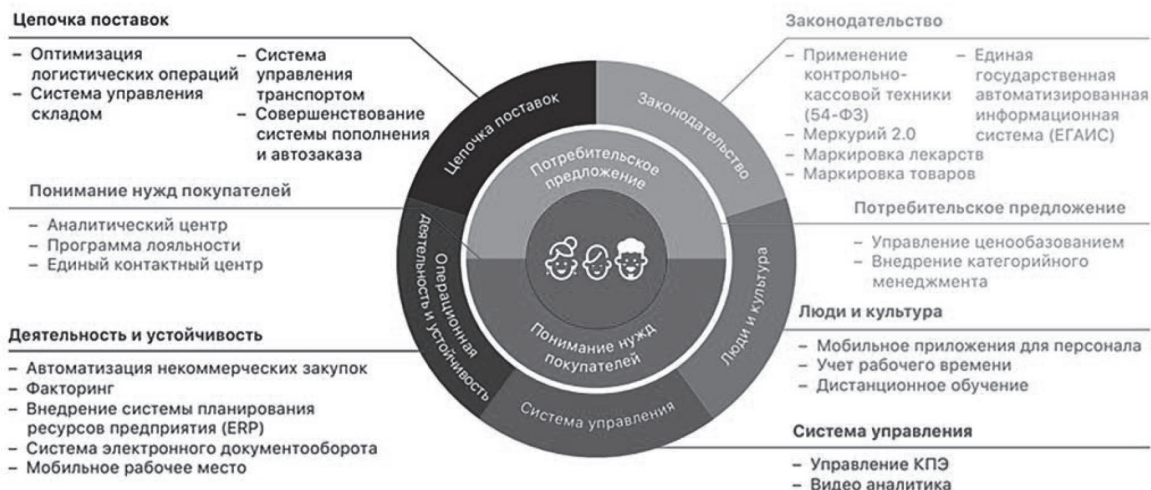 Цепочка поставок
– Оптимизация
логистических операций
– Система управления
складом
– Система
управления
транспортом
– Совершенствование
системы пополнения
и автозаказа
Понимание нужд покупателей
– Аналитический центр
– Программа лояльности
– Единый контактный центр
Деятельность и устойчивость
– Автоматизация некоммерческих закупок
– Факторинг
– Внедрение системы планирования
ресурсов предприятия (ERP)
– Система электронного документооборота
– Мобильное рабочее место
Цепочка поставок
Законодательство
Потребительское
предложение
Операционная
деятельность и устойчивость
Люди и культура
Понимание нужд
покупателей
Система управления
Законодательство
– Применение
контрольно-
кассовой техники
(54-ФЗ)
– Меркурий 2.0
– Маркировка лекарств
– Маркировка товаров
– Единая
государственная
автоматизированная
информационная
система (ЕГАИС)
Потребительское предложение
– Управление ценообазованием
– Внедрение категорийного
менеджмента
Люди и культура
– Мобильное приложения для персонала
– Учет рабочего времени
– Дистанционное обучение
Система управления
– Управление КПЭ
– Видео аналитика